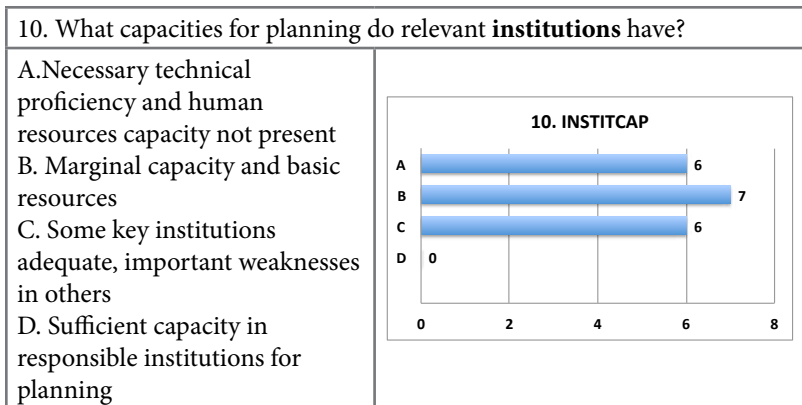 10. What capacities for planning do relevant institutions have?
A.Necessary technical
proficiency and human
resources capacity not present
B. Marginal capacity and basic
resources
C. Some key institutions
adequate, important weaknesses
in others
D. Sufficient capacity in
responsible institutions for
planning
10. INSTITCAP
A 6
B 7
C 6
D 0
0 2 4 6 8